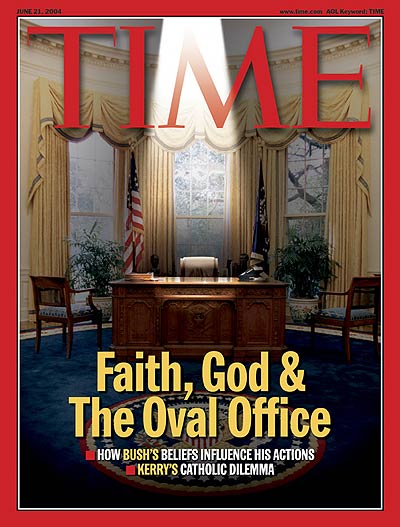 JUNE 21, 2004 www.time.com AOL Keyword: TIME
TIME
Faith, God &
The Oval Office
HOW BUSH'S BELIEFS INFLUENCE HIS ACTIONS
KERRY'S CATHOLIC DILEMMA